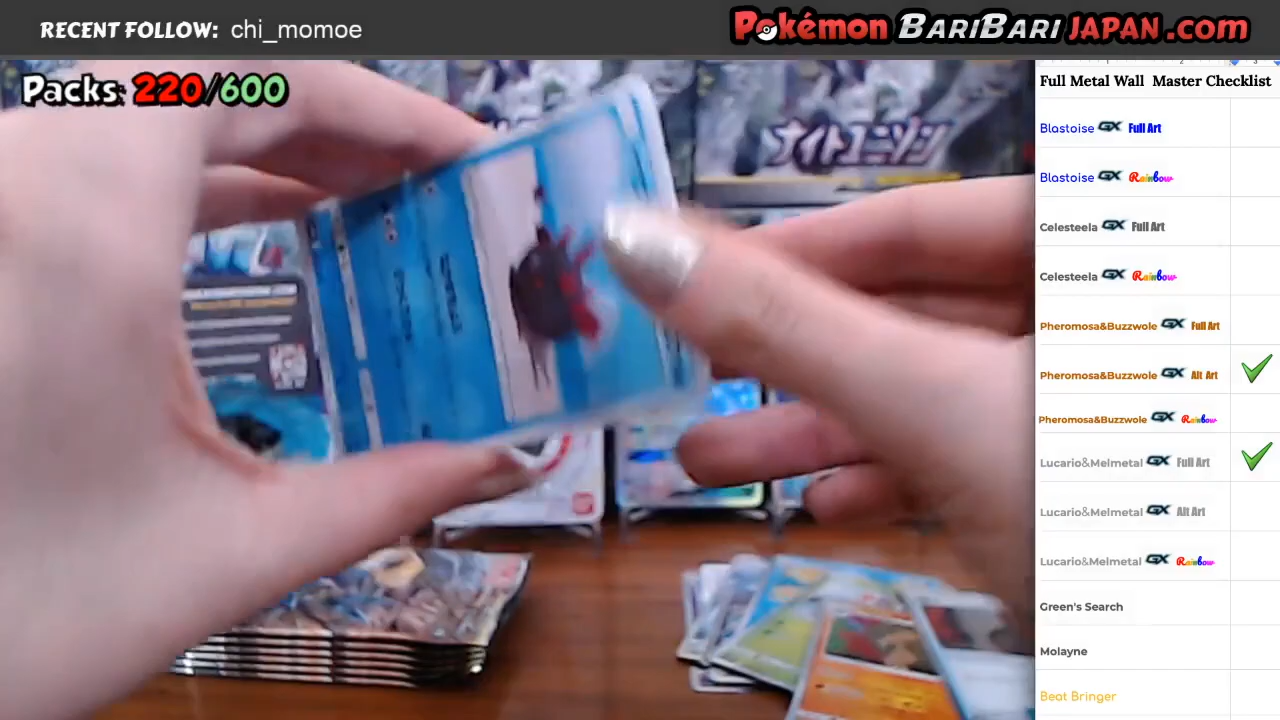 RECENT FOLLOW: chi_momoe
Pokémon BARIBARI JAPAN.com
Packs: 220/600
ナイトユニゾン
Full Metal Wall Master Checklist
Blastoise GX Full Art
Blastoise GX Rainbow
Celesteela GX Full Art
Celesteela GX Rainbow
Pheromosa&Buzzwole GX Full Art
Pheromosa&Buzzwole GX Alt Art
Pheromosa&Buzzwole GX Rainbow
Lucario&Melmetal GX Full Art
Lucario&Melmetal GX Alt Art
Lucario&Melmetal GX Rainbow
Green's Search
Molayne
Beat Bringer